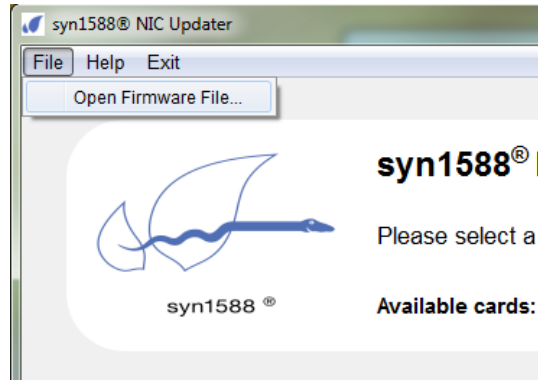 syn1588® NIC Updater
File Help Exit
Open Firmware File...
syn1588®
Please select a
syn1588 ®
Available cards: